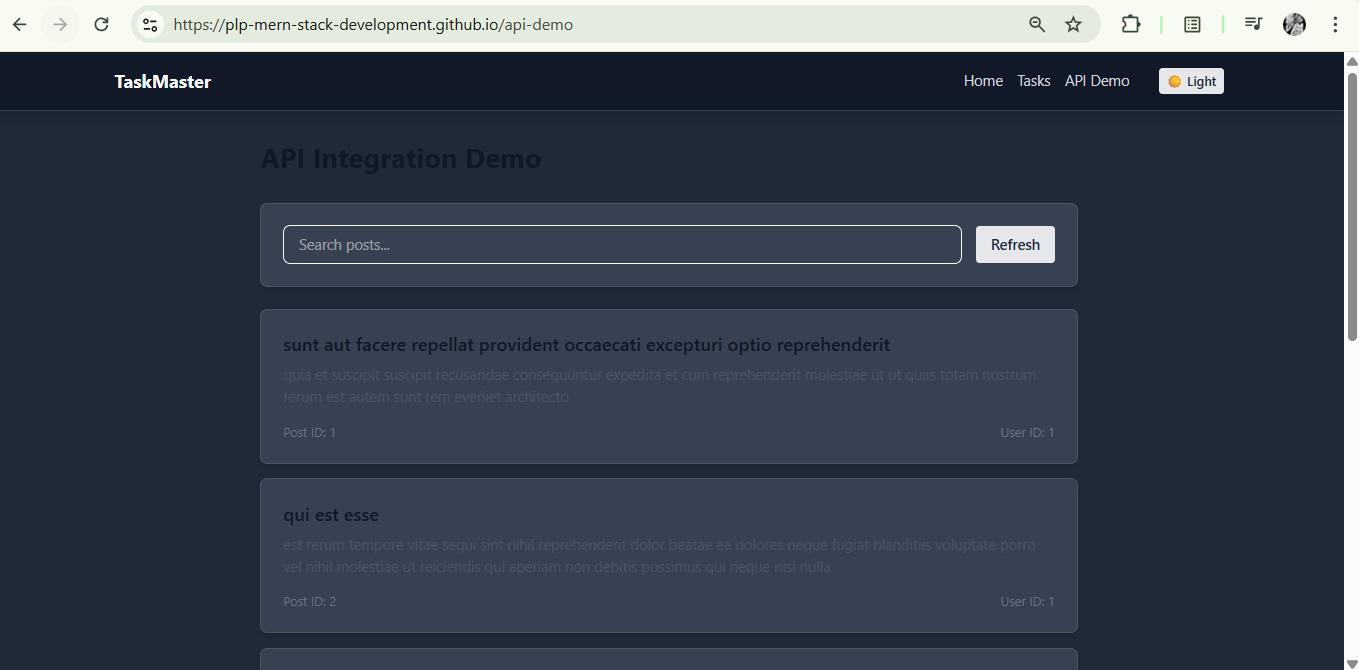 https://plp-mern-stack-development.github.io/api-demo
TaskMaster
Home Tasks API Demo Light
API Integration Demo
Search posts... Refresh
sunt aut facere repellat provident occaecati excepturi optio reprehenderit
quia et suscipit suscipit recusandae consequuntur expedita et cum reprehenderit molestiae ut ut quas totam nostrum
rerum est autem sunt rem eveniet architecto
Post ID: 1 User ID: 1
qui est esse
est rerum tempore vitae sequi sint nihil reprehenderit dolor beatae ea dolores neque fugiat blanditiis voluptate porro
vel nihil molestiae ut reiciendis qui aperiam non debitis possimus qui neque nisi nulla
Post ID: 2 User ID: 1